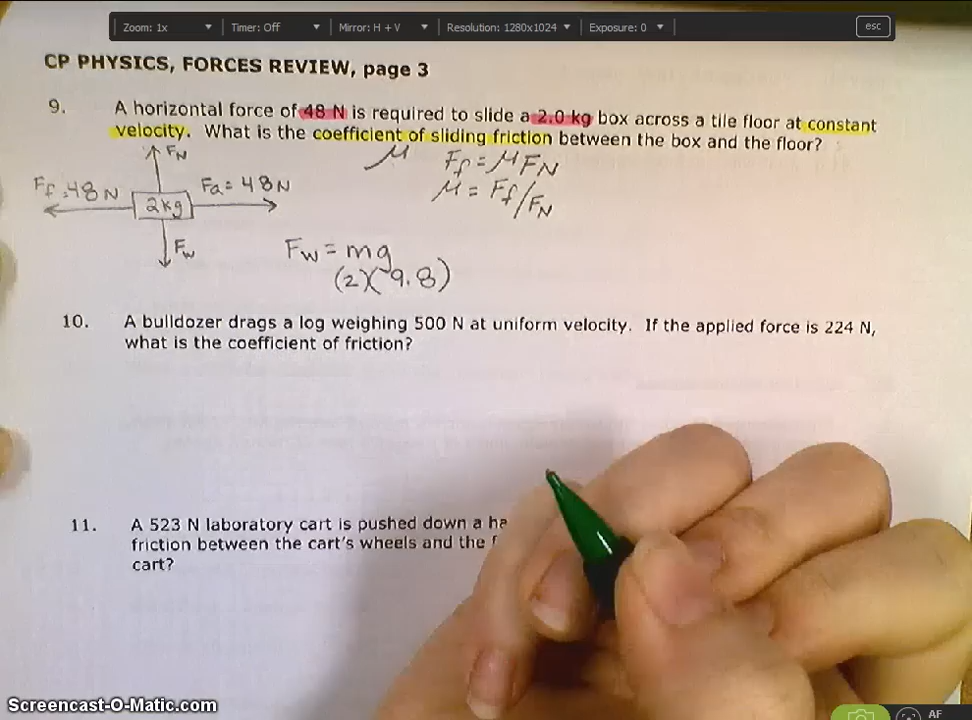 Zoom: 1x Timer: Off Mirror: H + V Resolution: 1280x1024 Exposure: 0 esc
CP PHYSICS, FORCES REVIEW, page 3
9. A horizontal force of 48 N is required to slide a 2.0 kg box across a tile floor at constant
velocity. What is the coefficient of sliding friction between the box and the floor?
FN
μ Ff = μFN
Ff = 48N Fa = 48N
μ = Ff/FN
2kg
Fw
Fw = mg
(2)(9.8)
10. A bulldozer drags a log weighing 500 N at uniform velocity. If the applied force is 224 N,
what is the coefficient of friction?
11. A 523 N laboratory cart is pushed down a ha
friction between the cart's wheels and the f
cart?
Screencast-O-Matic.com
AF